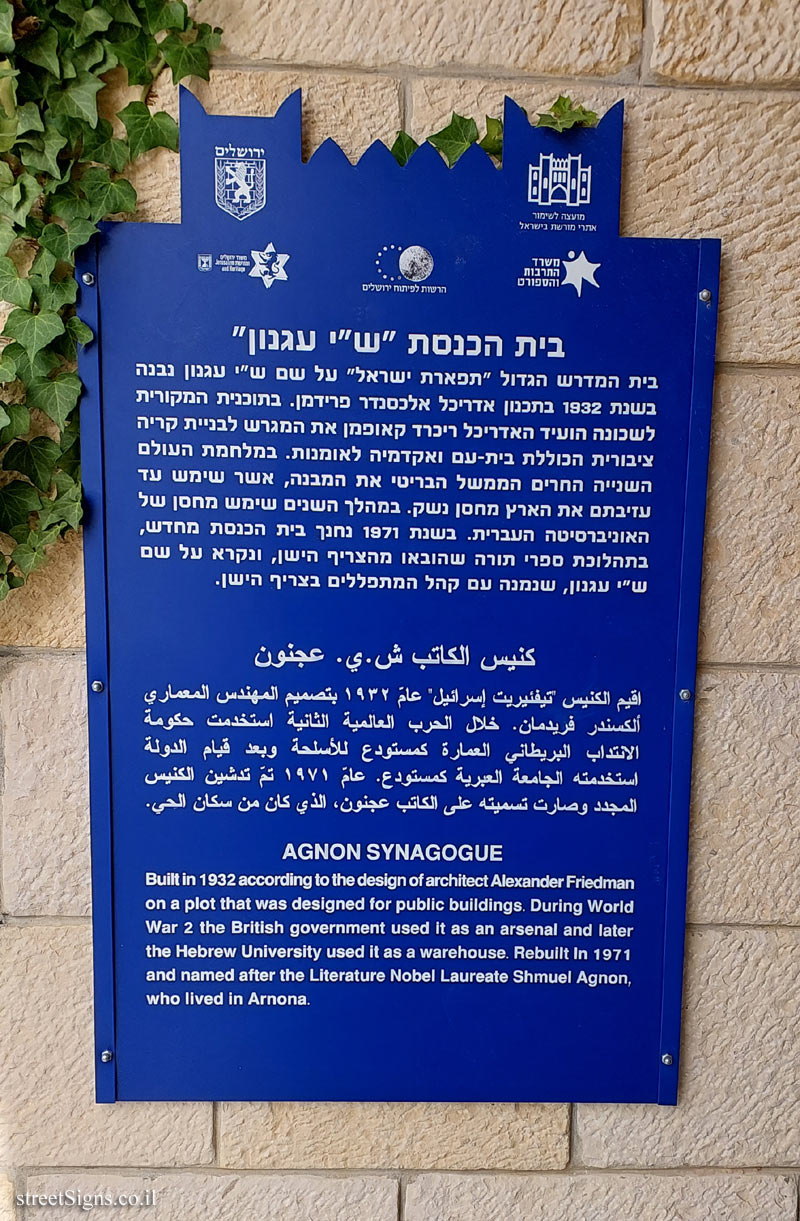 ירושלים
מועצה לשימור
אתרי מורשת בישראל
משרד ירושלים
והמורשת
Jerusalem
and Heritage
הרשות לפיתוח ירושלים
משרד
התרבות
והספורט
בית הכנסת "ש"י עגנון"
בית המדרש הגדול "תפארת ישראל" על שם ש"י עגנון נבנה
בשנת 1932 בתכנון אדריכל אלכסנדר פרידמן. בתוכנית המקורית
לשכונה הועיד האדריכל ריכרד קאופמן את המגרש לבניית קריה
ציבורית הכוללת בית-עם ואקדמיה לאומנות. במלחמת העולם
השנייה החרים הממשל הבריטי את המבנה, אשר שימש עד
עזיבתם את הארץ מחסן נשק. במהלך השנים שימש מחסן של
האוניברסיטה העברית. בשנת 1971 נחנך בית הכנסת מחדש,
בתהלוכת ספרי תורה שהובאו מהצריף הישן, ונקרא על שם
ש"י עגנון, שנמנה עם קהל המתפללים בצריף הישן.
كنيس الكاتب ش.ي. عجنون
اقيم الكنيس "تيفئيريت إسرائيل" عامّ ١٩٣٢ بتصميم المهندس المعماري
ألكسندر فريدمان. خلال الحرب العالمية الثانية استخدمت حكومة
الانتداب البريطاني العمارة كمستودع للأسلحة وبعد قيام الدولة
استخدمته الجامعة العبرية كمستودع. عامّ ١٩٧١ تمّ تدشين الكنيس
المجدد وصارت تسميته على الكاتب عجنون، الذي كان من سكان الحي.
AGNON SYNAGOGUE
Built in 1932 according to the design of architect Alexander Friedman
on a plot that was designed for public buildings. During World
War 2 the British government used it as an arsenal and later
the Hebrew University used it as a warehouse. Rebuilt In 1971
and named after the Literature Nobel Laureate Shmuel Agnon,
who lived in Arnona.
streetSigns.co.il